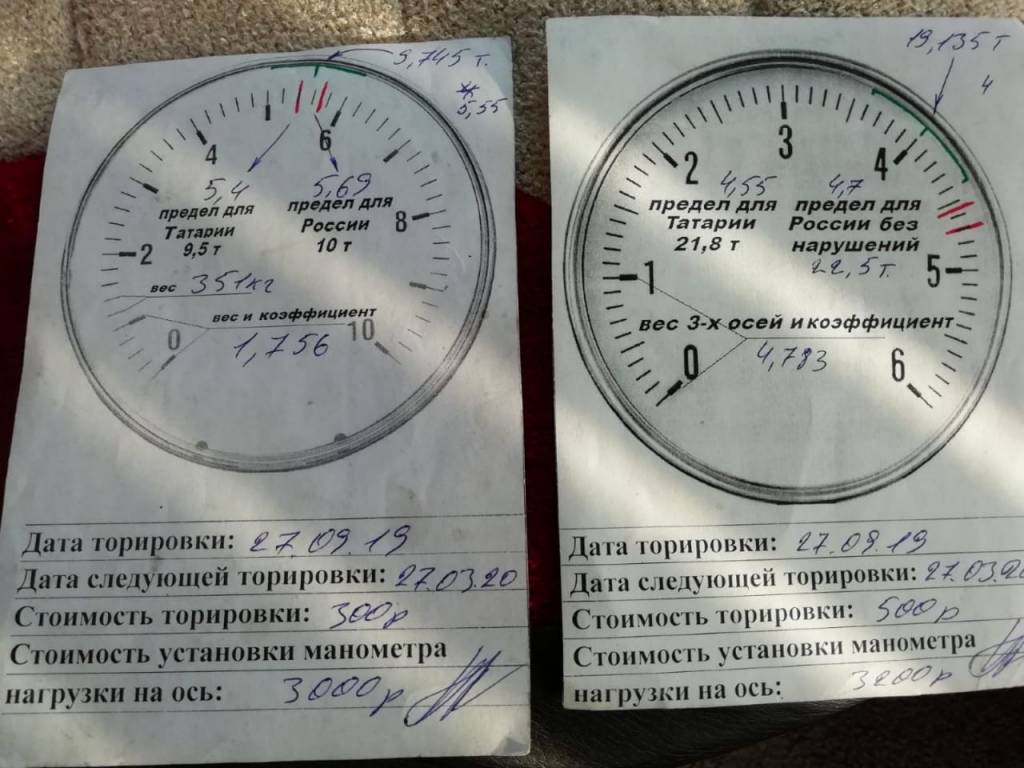 9,745 т.
5,55
4
6
5,4
5,69
предел для
Татарии
9,5 т
предел для
России
10 т
8
2
вес 351кг
вес и коэффициент
1,756
0
10
Дата торировки: 27.09.19
Дата следующей торировки: 27.03.20
Стоимость торировки: 300р
Стоимость установки манометра
нагрузки на ось: 3000р
19,135 т
4
3
2
4
4,55
4,7
предел для
Татарии
21,8 т
предел для
России без
нарушений
22,5т.
1
5
вес 3-х осей и коэффициент
4,783
0
6
Дата торировки: 27.09.19
Дата следующей торировки: 27.03.20
Стоимость торировки: 500р
Стоимость установки манометра
нагрузки на ось: 3200р